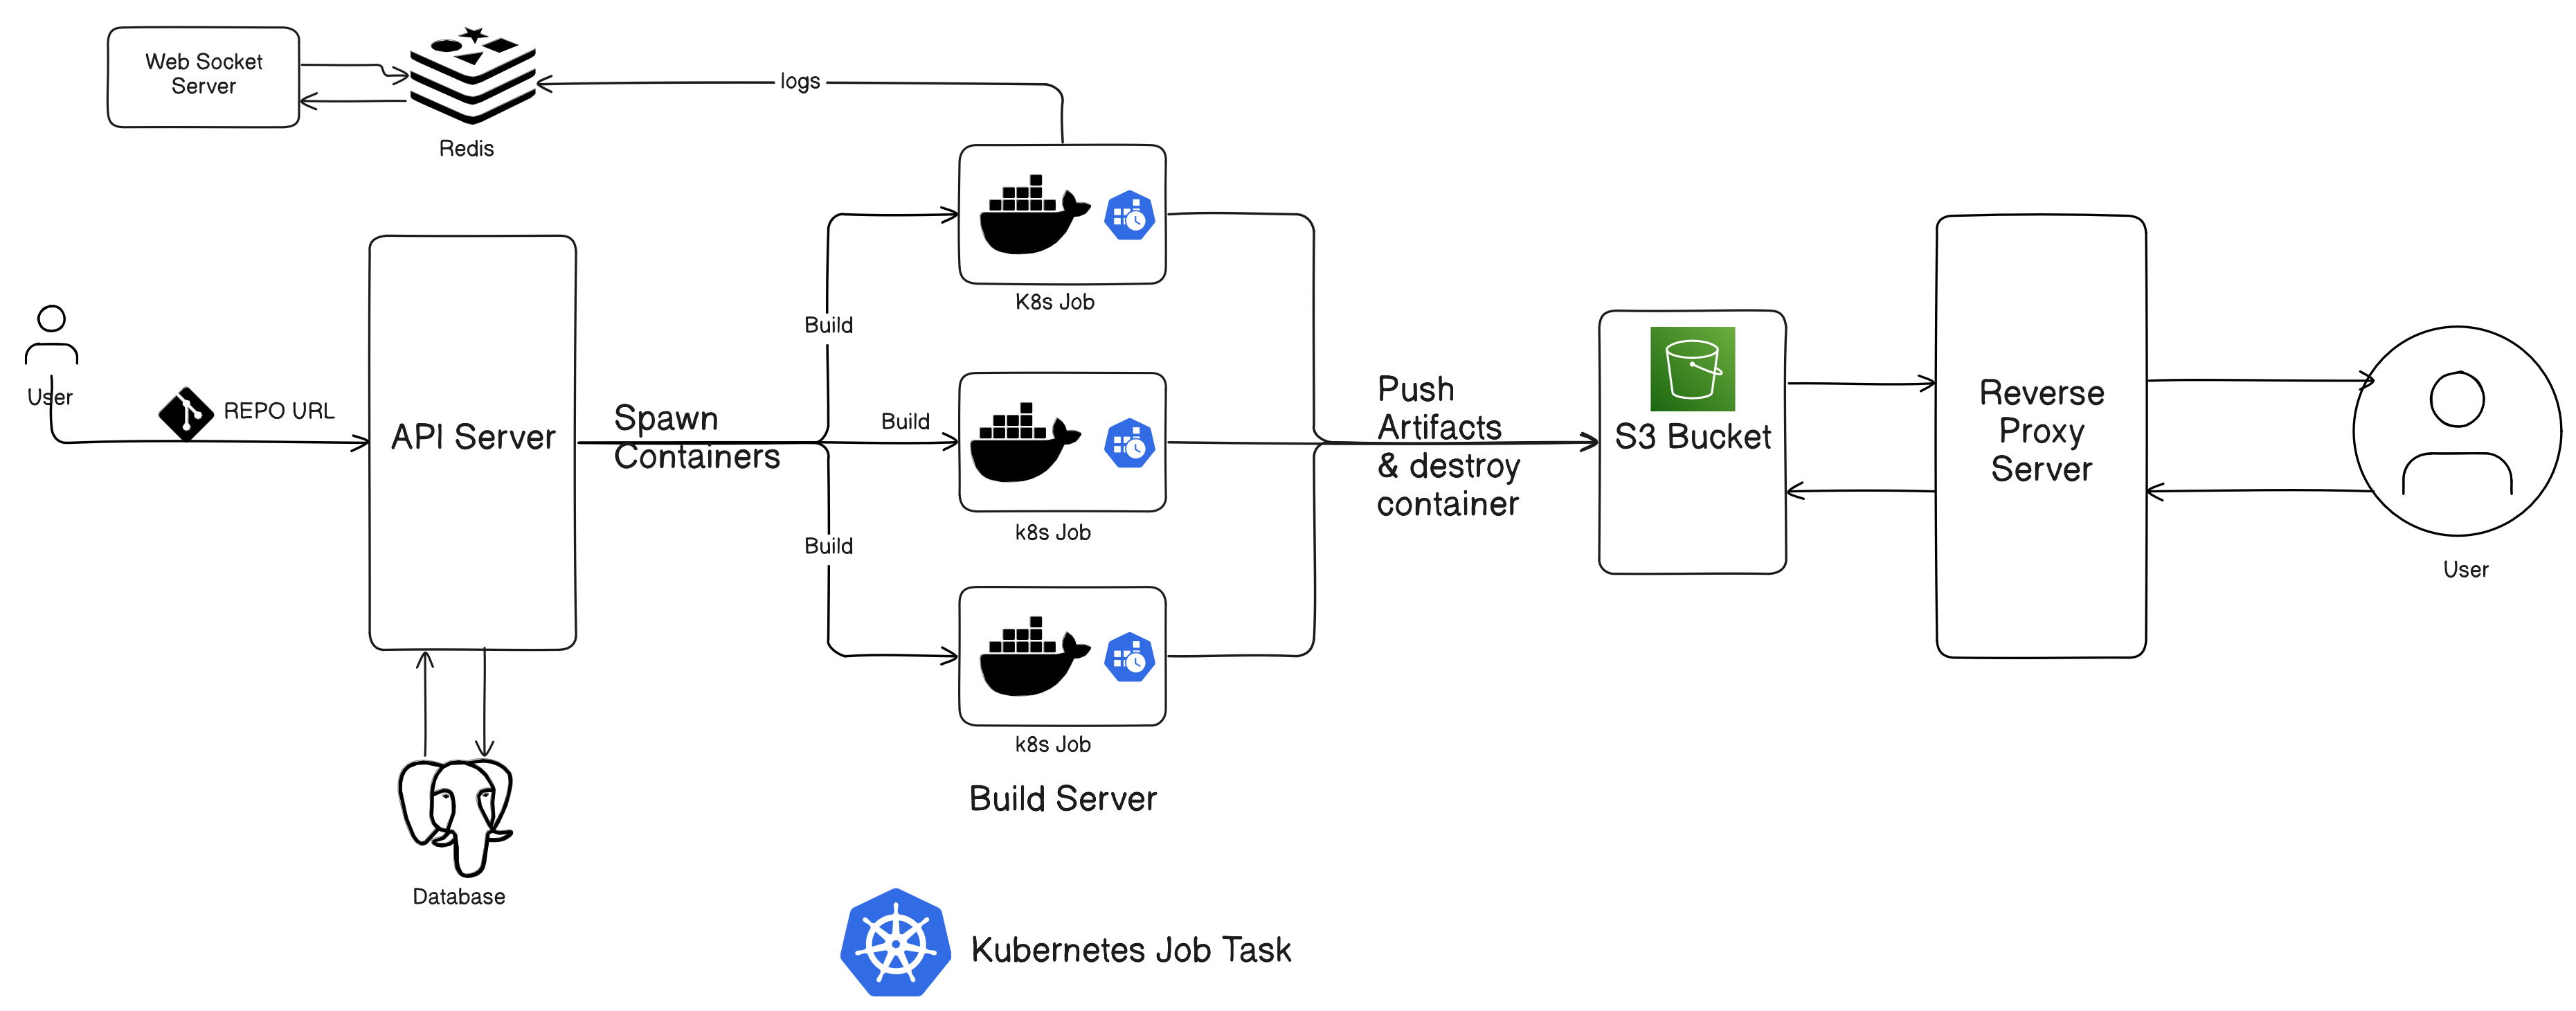 Web Socket
Server
Redis
logs
K8s Job
User
REPO URL
API Server
Spawn
Containers
Build
Build
Build
k8s Job
k8s Job
Build Server
Push
Artifacts
& destroy
container
S3 Bucket
Reverse
Proxy
Server
User
Database
Kubernetes Job Task